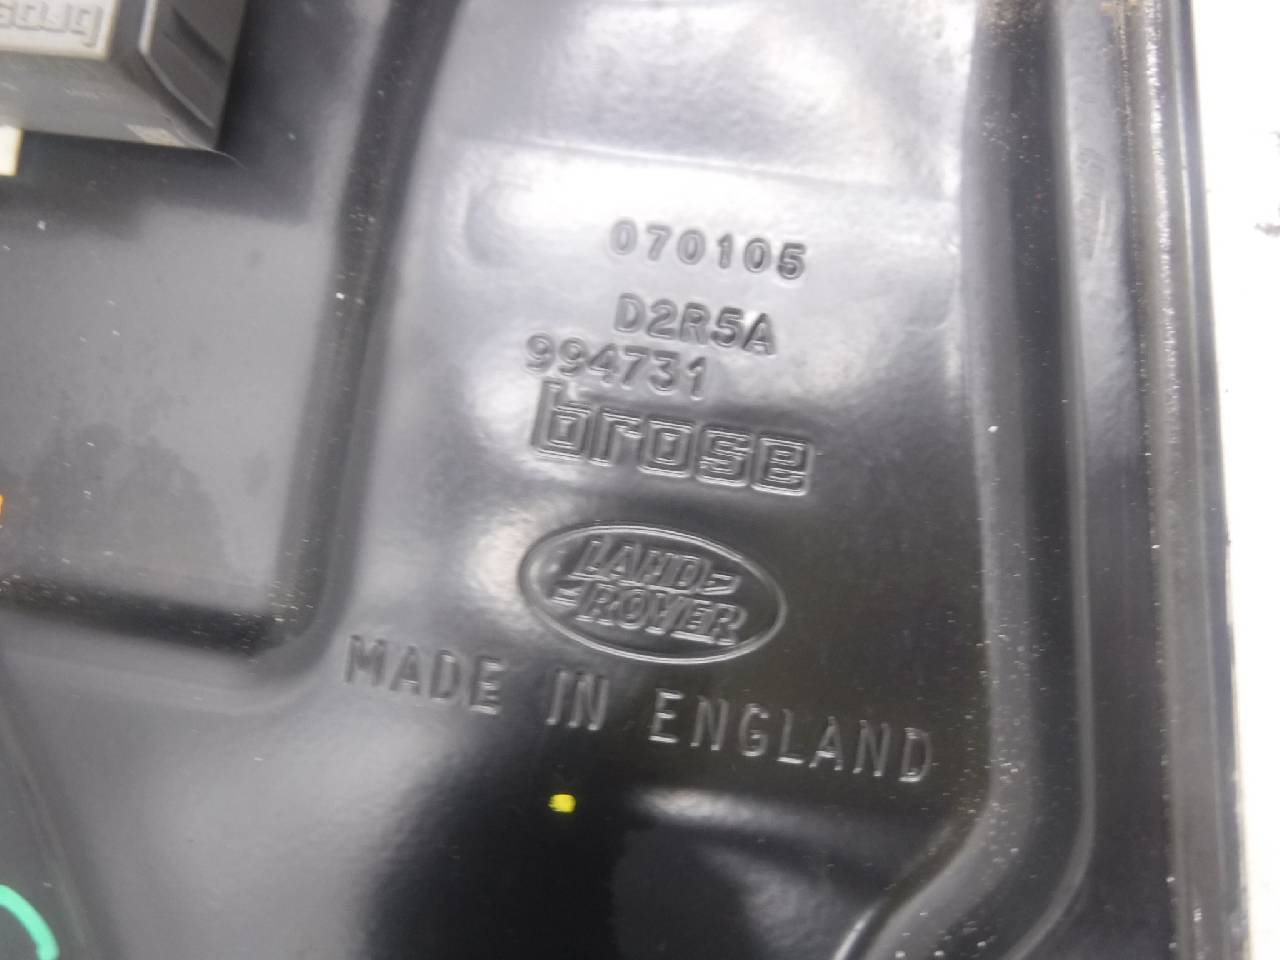 070105
D2R5A
994731
brose
LAND
ROVER
MADE IN ENGLAND